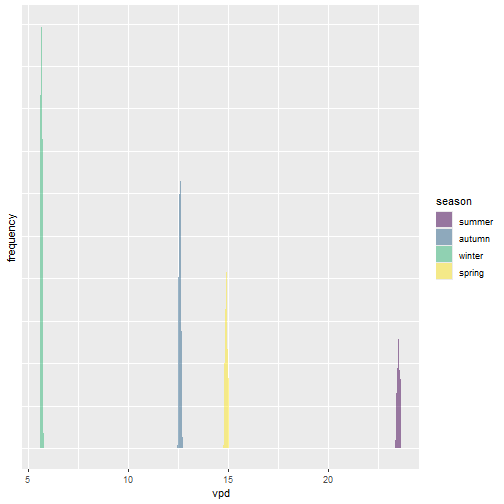 frequency
season
summer
autumn
winter
spring
5
10
15
20
vpd